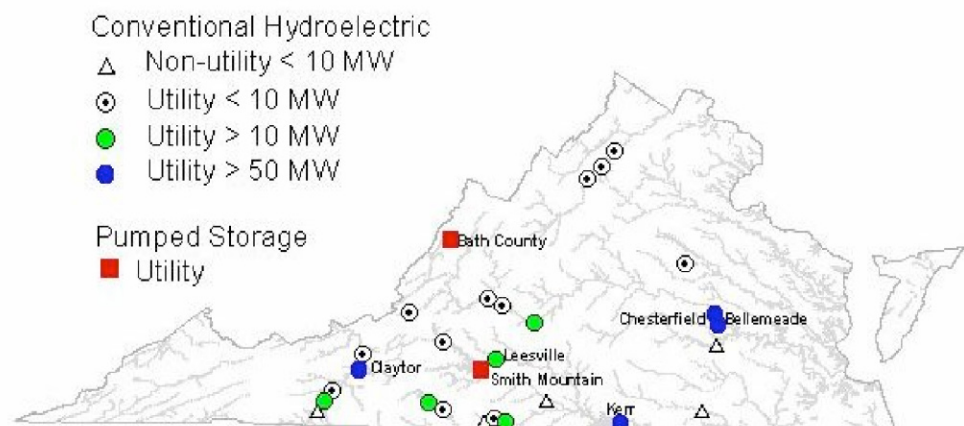 Conventional Hydroelectric
Non-utility < 10 MW
Utility < 10 MW
Utility > 10 MW
Utility > 50 MW
Pumped Storage
Utility
Bath County
Chesterfield
Bellemeade
Leesville
Claytor
Smith Mountain
Kerr